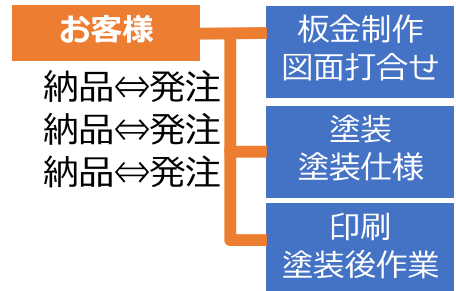 お客様
納品⇔発注
納品⇔発注
納品⇔発注
板金制作
図面打合せ
塗装
塗装仕様
印刷
塗装後作業